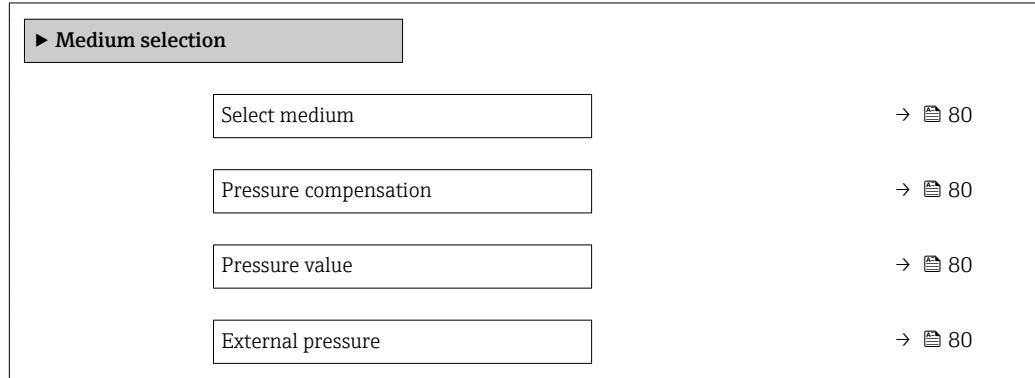 ► Medium selection
Select medium → 80
Pressure compensation → 80
Pressure value → 80
External pressure → 80